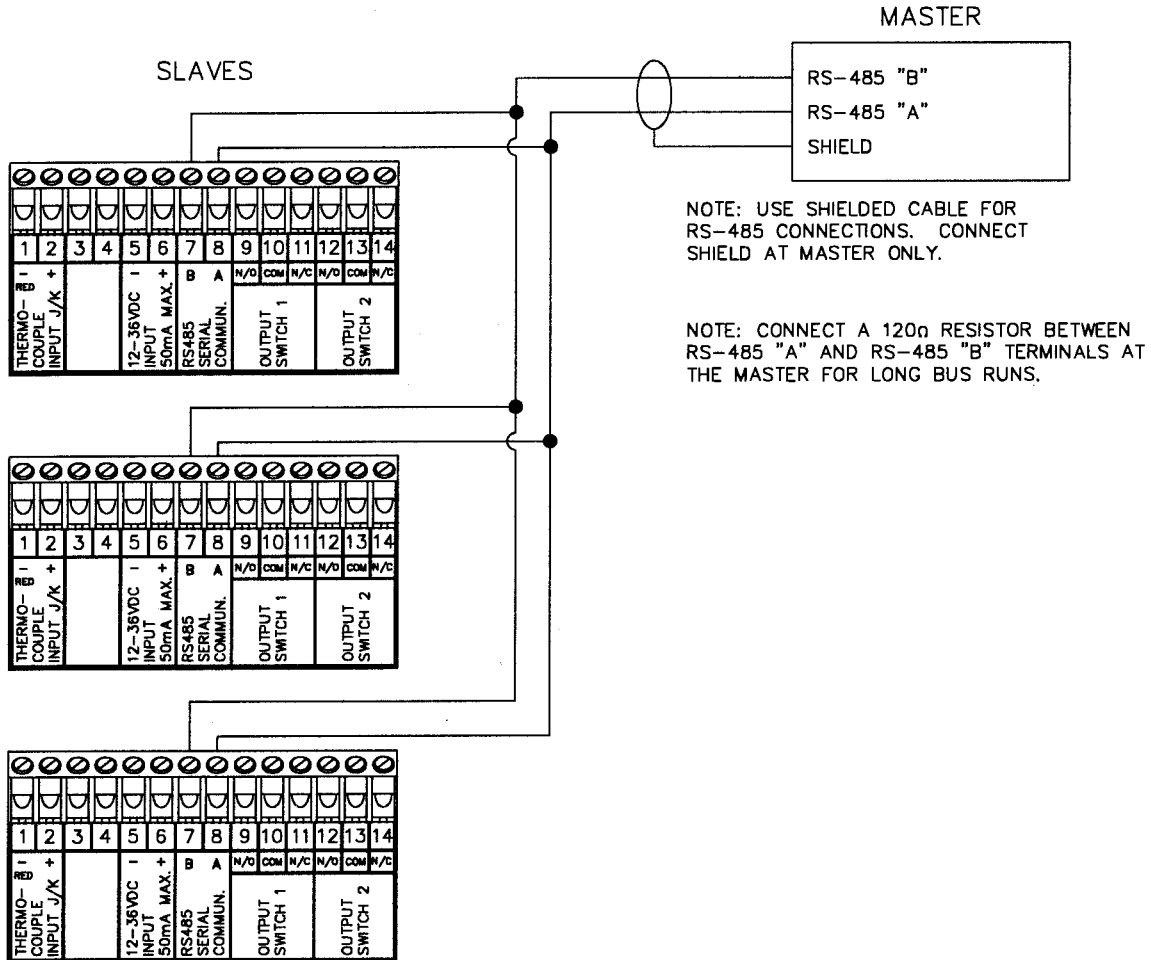 MASTER
SLAVES
RS-485 "B"
RS-485 "A"
SHIELD
NOTE: USE SHIELDED CABLE FOR
RS-485 CONNECTIONS. CONNECT
SHIELD AT MASTER ONLY.
NOTE: CONNECT A 120Ω RESISTOR BETWEEN
RS-485 "A" AND RS-485 "B" TERMINALS AT
THE MASTER FOR LONG BUS RUNS.
1 2 3 4 5 6 7 8 9 10 11 12 13 14
- + - + B A N/O COM N/C N/O COM N/C
RED
THERMO-
COUPLE
INPUT J/K
12-36VDC
INPUT
50mA MAX.
RS485
SERIAL
COMMUN.
OUTPUT
SWITCH 1
OUTPUT
SWITCH 2
1 2 3 4 5 6 7 8 9 10 11 12 13 14
- + - + B A N/O COM N/C N/O COM N/C
RED
THERMO-
COUPLE
INPUT J/K
12-36VDC
INPUT
50mA MAX.
RS485
SERIAL
COMMUN.
OUTPUT
SWITCH 1
OUTPUT
SWITCH 2
1 2 3 4 5 6 7 8 9 10 11 12 13 14
- + - + B A N/O COM N/C N/O COM N/C
RED
THERMO-
COUPLE
INPUT J/K
12-36VDC
INPUT
50mA MAX.
RS485
SERIAL
COMMUN.
OUTPUT
SWITCH 1
OUTPUT
SWITCH 2